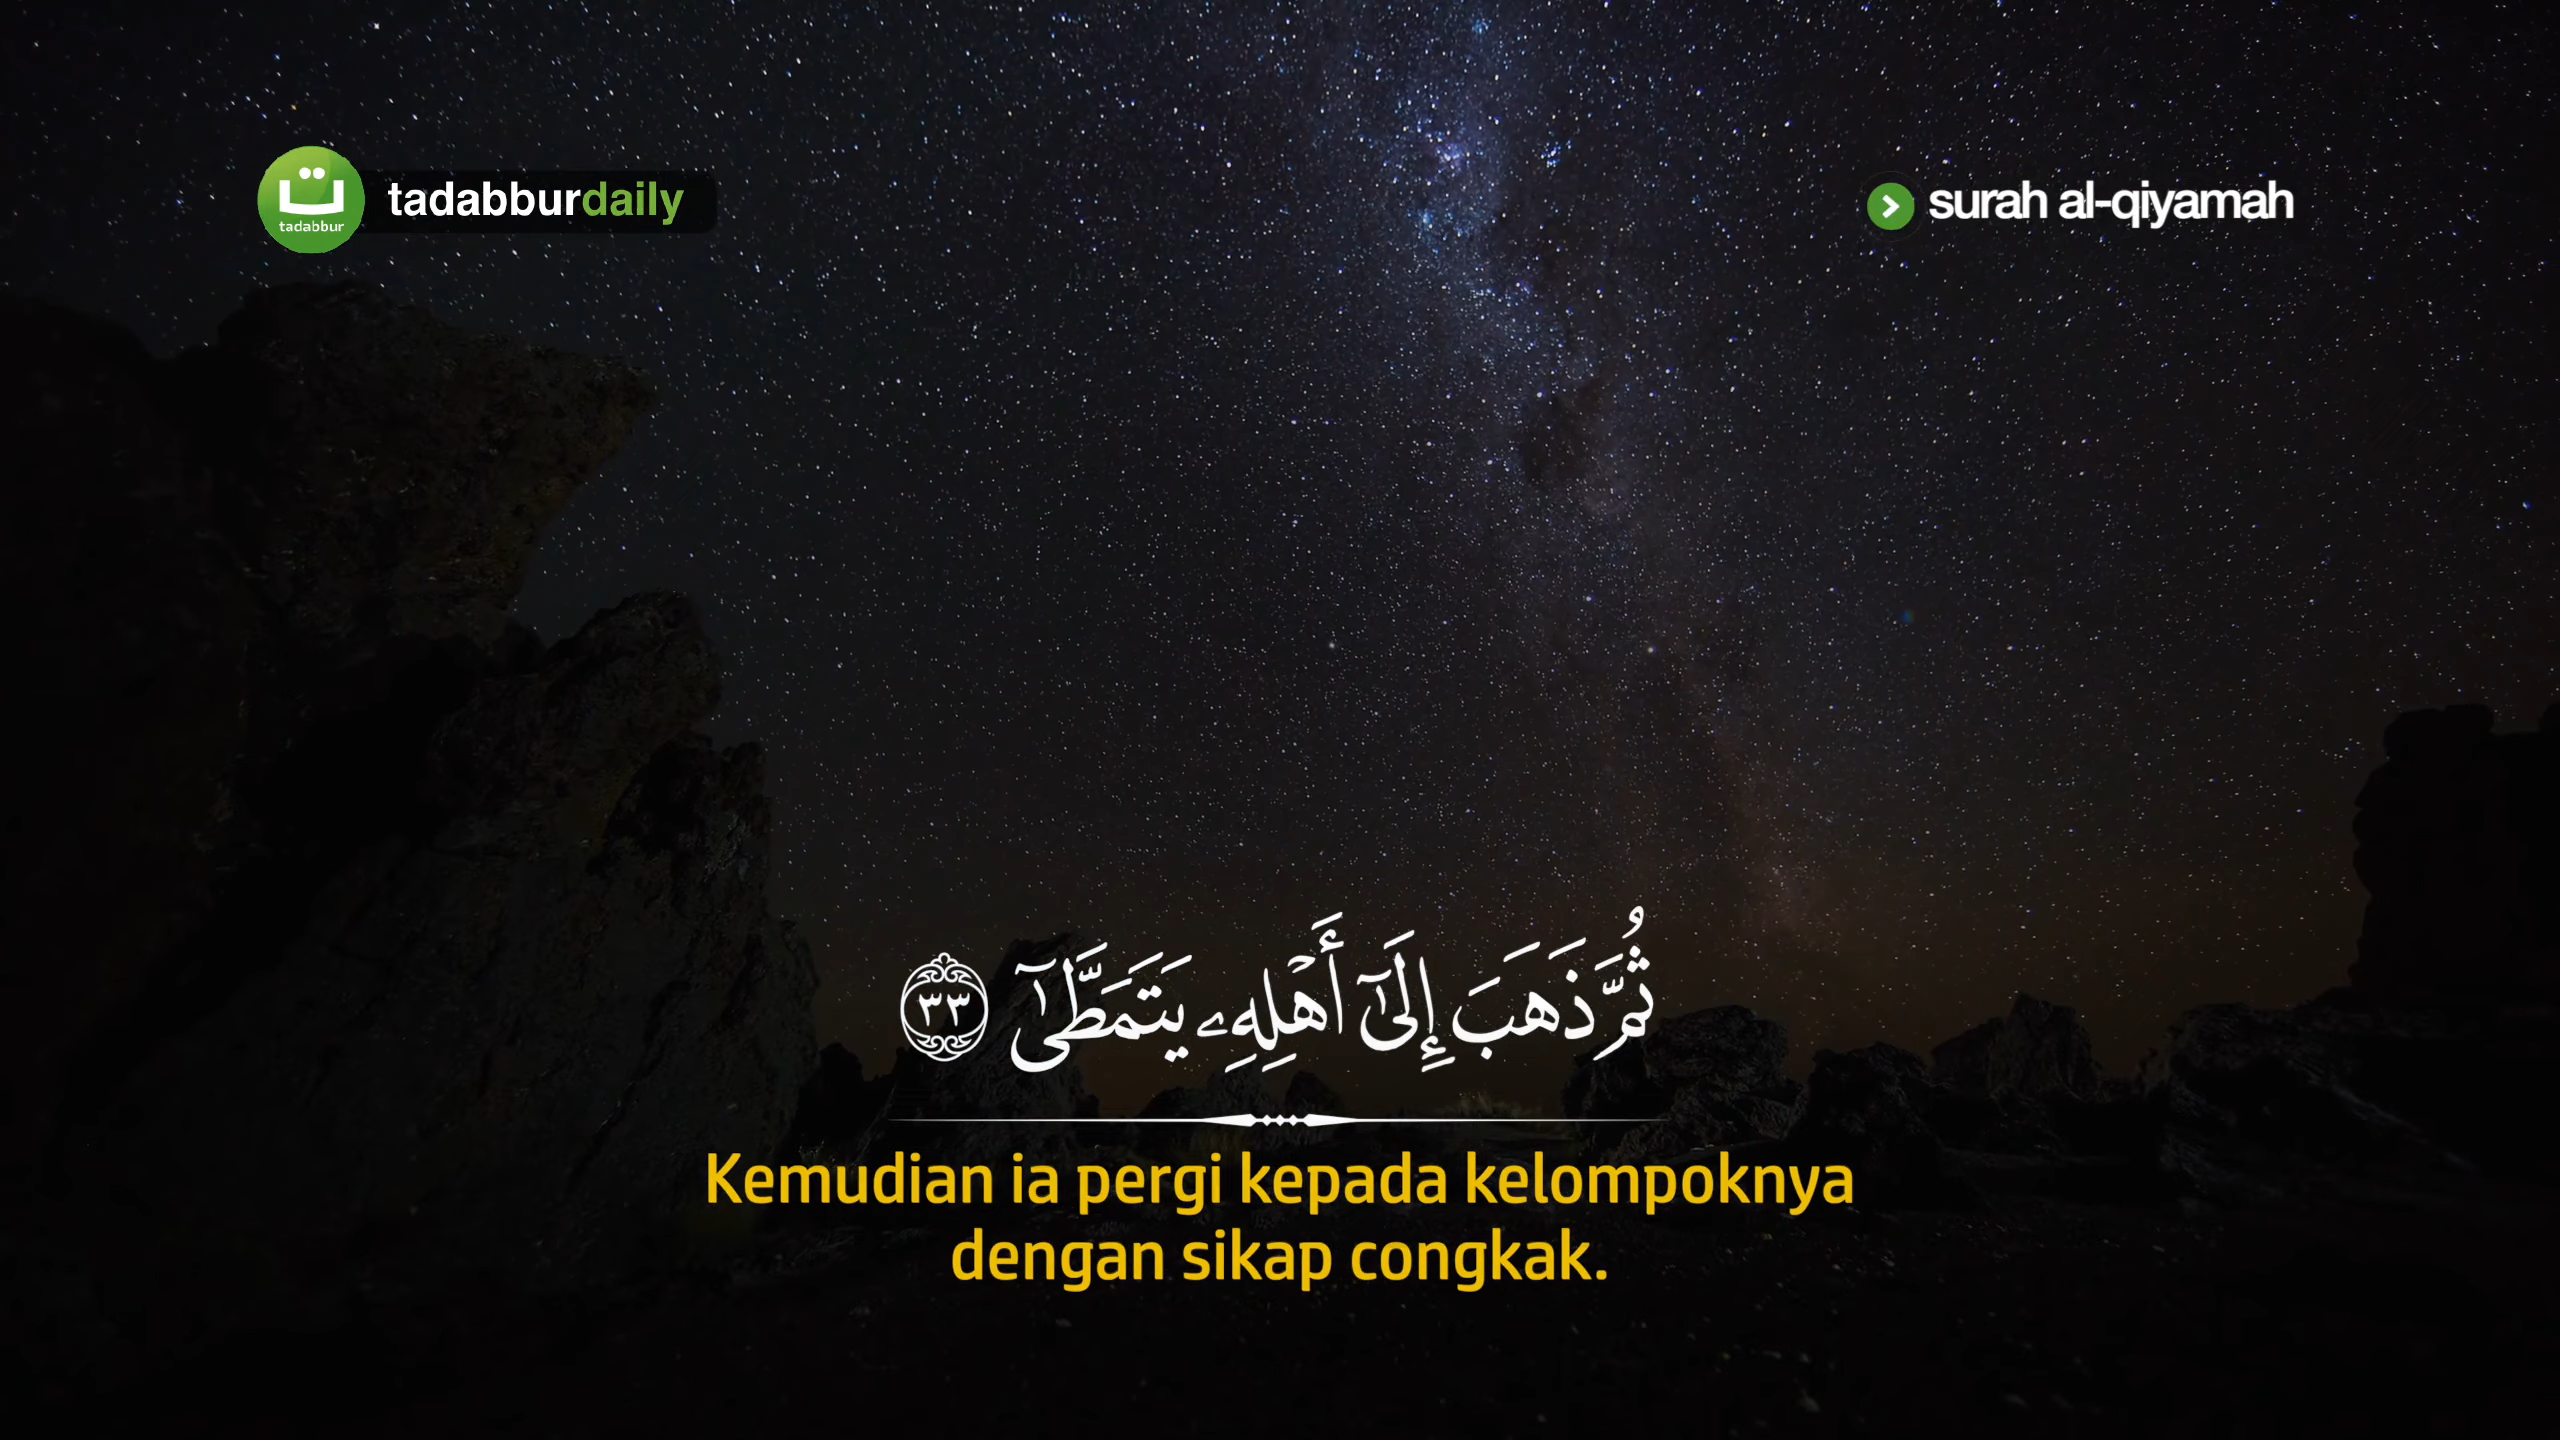 ت
tadabbur
tadabburdaily
surah al-qiyamah
ثُمَّ ذَهَبَ إِلَىٰٓ أَهۡلِهِۦ يَتَمَطَّىٰٓ ٣٣
Kemudian ia pergi kepada kelompoknya
dengan sikap congkak.